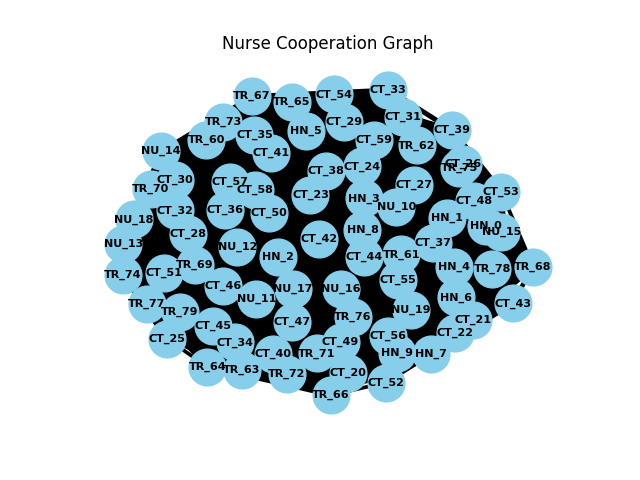 Nurse Cooperation Graph
CT_33
CT_54
TR_67
TR_65
CT_31
TR_73
CT_29
CT_39
HN_5
CT_35
TR_60
CT_59
TR_62
NU_14
CT_41
CT_26
TR_75
CT_24
CT_38
CT_30
CT_57
CT_27
TR_70
CT_58
CT_53
CT_23
HN_3
CT_48
NU_10
CT_36
CT_32
CT_50
HN_1
NU_18
HN_0
HN_8
NU_15
CT_28
CT_42
NU_13
CT_37
NU_12
TR_61
HN_2
CT_44
TR_69
HN_4
TR_68
TR_78
CT_51
TR_74
CT_55
CT_46
NU_17
NU_16
HN_6
NU_11
CT_43
TR_77
NU_19
TR_79
TR_76
CT_21
CT_47
CT_45
CT_22
CT_56
CT_25
CT_34
CT_49
HN_9
HN_7
CT_40
TR_71
TR_64
TR_63
CT_20
TR_72
CT_52
TR_66